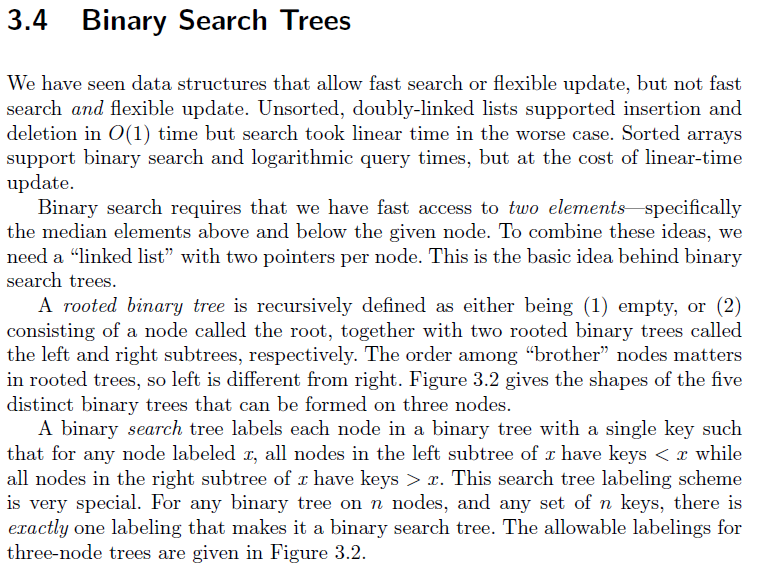 3.4 Binary Search Trees
We have seen data structures that allow fast search or flexible update, but not fast
search and flexible update. Unsorted, doubly-linked lists supported insertion and
deletion in O(1) time but search took linear time in the worse case. Sorted arrays
support binary search and logarithmic query times, but at the cost of linear-time
update.
Binary search requires that we have fast access to two elements—specifically
the median elements above and below the given node. To combine these ideas, we
need a “linked list” with two pointers per node. This is the basic idea behind binary
search trees.
A rooted binary tree is recursively defined as either being (1) empty, or (2)
consisting of a node called the root, together with two rooted binary trees called
the left and right subtrees, respectively. The order among “brother” nodes matters
in rooted trees, so left is different from right. Figure 3.2 gives the shapes of the five
distinct binary trees that can be formed on three nodes.
A binary search tree labels each node in a binary tree with a single key such
that for any node labeled x, all nodes in the left subtree of x have keys < x while
all nodes in the right subtree of x have keys > x. This search tree labeling scheme
is very special. For any binary tree on n nodes, and any set of n keys, there is
exactly one labeling that makes it a binary search tree. The allowable labelings for
three-node trees are given in Figure 3.2.